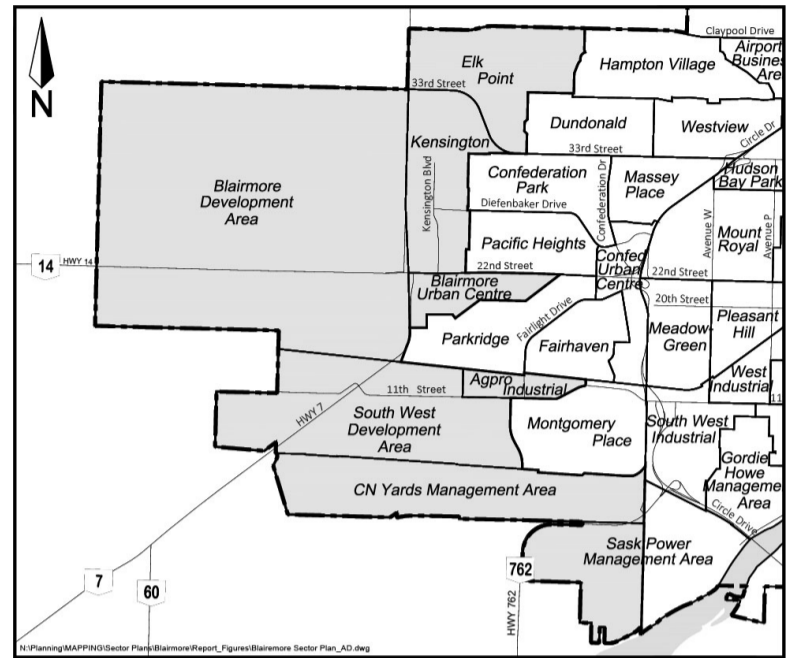 Claypool Drive
N
Elk
Point
Hampton Village
Airport
Busines
Are
33rd Street
Dundonald
Westview
Circle Dr
Kensington
33rd Street
Blairmore
Development
Area
Kensington Blvd
Confederation
Park
Confederation Dr
Massey
Place
Hudson
Bay Park
Diefenbaker Drive
Pacific Heights
Avenue W
Mount
Royal
Avenue P
14
HWY 14
22nd Street
Confed
Urban
Centre
22nd Street
Blairmore
Urban Centre
20th Street
Fairlight Drive
Parkridge
Fairhaven
Meadow
Green
Pleasant
Hill
West
Industrial
Agpro
Industrial
11th Street
11
HWY 7
South West
Development
Area
Montgomery
Place
South West
Industrial
Gordie
Howe
Manageme
Area
CN Yards Management Area
Circle Drive
Sask Power
Management Area
762
7
60
HWY 762
N:\Planning\MAPPING\Sector Plans\Blairmore\Report_Figures\Blairemore Sector Plan_AD.dwg